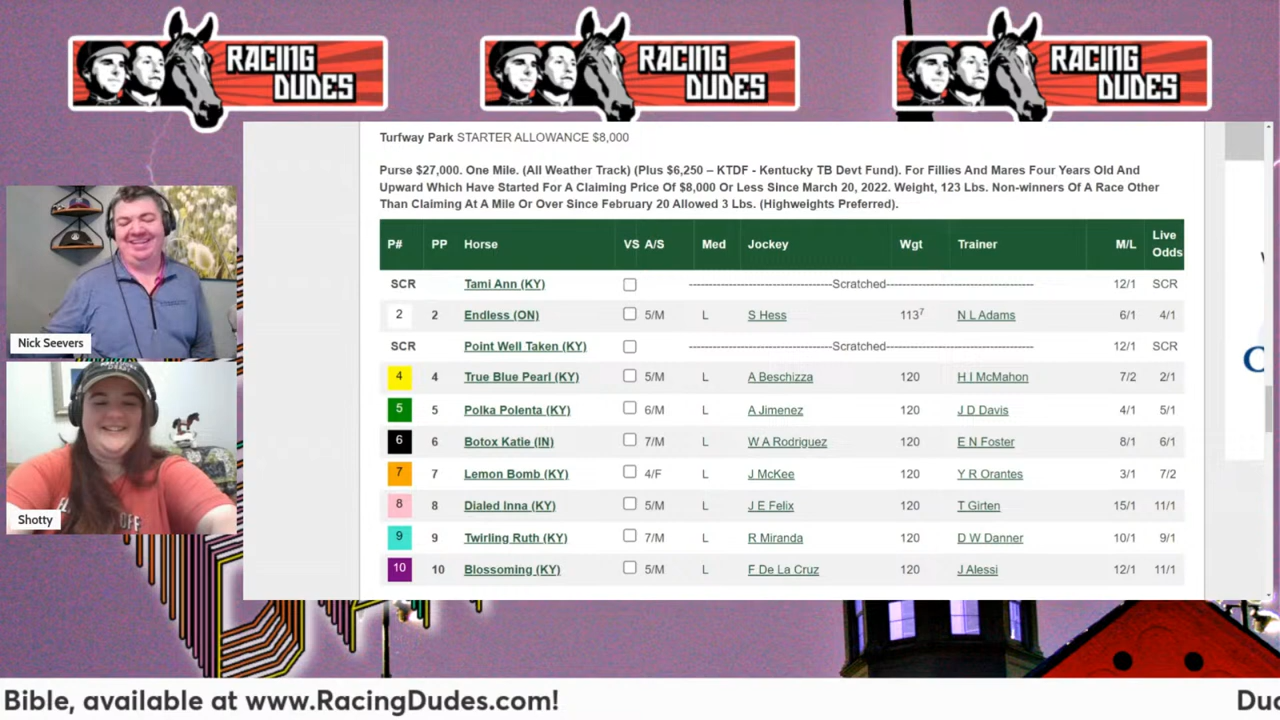 RACING
DUDES
RACING
DUDES
RACING
DUDES
Turfway Park STARTER ALLOWANCE $8,000
Purse $27,000. One Mile. (All Weather Track) (Plus $6,250 – KTDF - Kentucky TB Devt Fund). For Fillies And Mares Four Years Old And
Upward Which Have Started For A Claiming Price Of $8,000 Or Less Since March 20, 2022. Weight, 123 Lbs. Non-winners Of A Race Other
Than Claiming At A Mile Or Over Since February 20 Allowed 3 Lbs. (Highweights Preferred).
P# PP Horse VS A/S Med Jockey Wgt Trainer M/L Live Odds
SCR Tami Ann (KY) Scratched 12/1 SCR
2 2 Endless (ON) 5/M L S Hess 113⁷ N L Adams 6/1 4/1
SCR Point Well Taken (KY) Scratched 12/1 SCR
4 4 True Blue Pearl (KY) 5/M L A Beschizza 120 H I McMahon 7/2 2/1
5 5 Polka Polenta (KY) 6/M L A Jimenez 120 J D Davis 4/1 5/1
6 6 Botox Katie (IN) 7/M L W A Rodriguez 120 E N Foster 8/1 6/1
7 7 Lemon Bomb (KY) 4/F L J McKee 120 Y R Orantes 3/1 7/2
8 8 Dialed Inna (KY) 5/M L J E Felix 120 T Girten 15/1 11/1
9 9 Twirling Ruth (KY) 7/M L R Miranda 120 D W Danner 10/1 9/1
10 10 Blossoming (KY) 5/M L F De La Cruz 120 J Alessi 12/1 11/1
Nick Seevers
Shotty
Bible, available at www.RacingDudes.com!